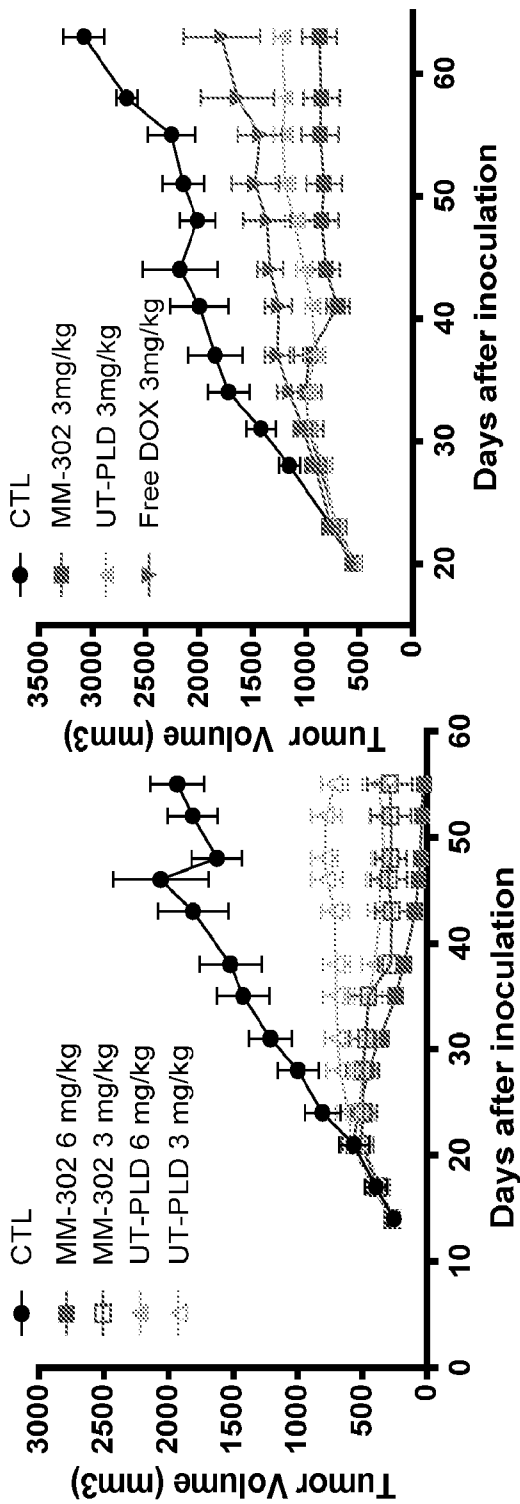 CTL
MM-302 6 mg/kg
MM-302 3 mg/kg
UT-PLD 6 mg/kg
UT-PLD 3 mg/kg
Tumor Volume (mm3)
3000
2500
2000
1500
1000
500
0
0 10 20 30 40 50 60
Days after inoculation
CTL
MM-302 3mg/kg
UT-PLD 3mg/kg
Free DOX 3mg/kg
Tumor Volume (mm3)
3500
3000
2500
2000
1500
1000
500
0
20 30 40 50 60
Days after inoculation